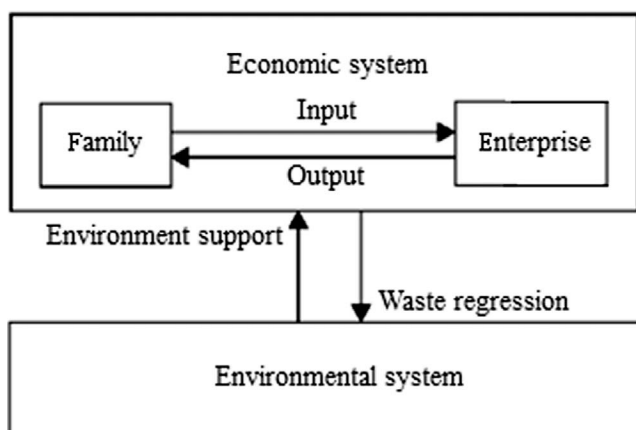 Economic system
Input
Family
Enterprise
Output
Environment support
Waste regression
Environmental system